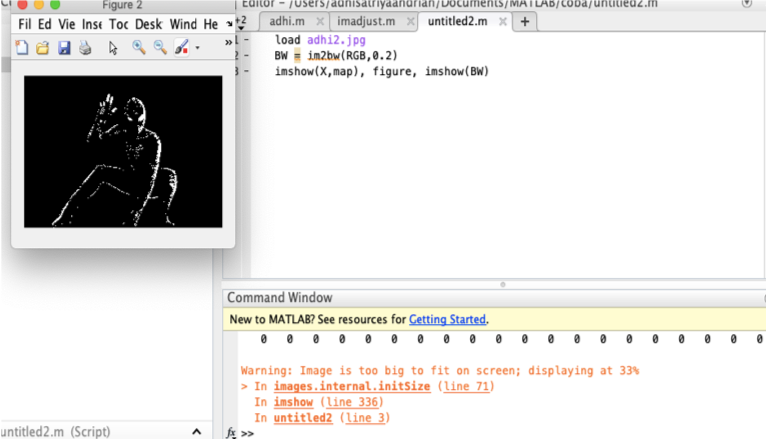 Figure 2
Fil Ed Vie Inse Toc Desk Wind He
Editor - /Users/adhisatriyaandrian/Documents/MATLAB/coba/untitled2.m
+2 adhi.m × imadjust.m × untitled2.m × +
1 - load adhi2.jpg
2 - BW = im2bw(RGB,0.2)
3 - imshow(X,map), figure, imshow(BW)
Command Window
New to MATLAB? See resources for Getting Started.
0 0 0 0 0 0 0 0 0 0 0 0 0 0 0 0 0 0 0 0
Warning: Image is too big to fit on screen; displaying at 33%
> In images.internal.initSize (line 71)
In imshow (line 336)
In untitled2 (line 3)
fx >>
untitled2.m (Script)